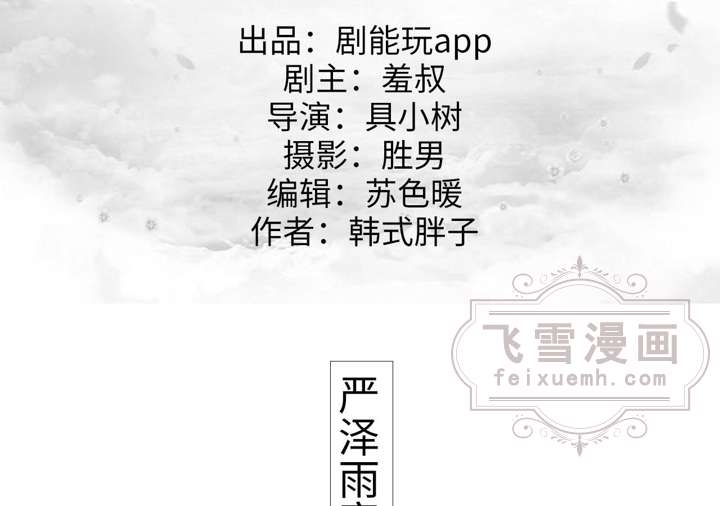 出品：剧能玩app
剧主：羞叔
导演：具小树
摄影：胜男
编辑：苏色暖
作者：韩式胖子
飞雪漫画
feixuemh.com
严泽雨